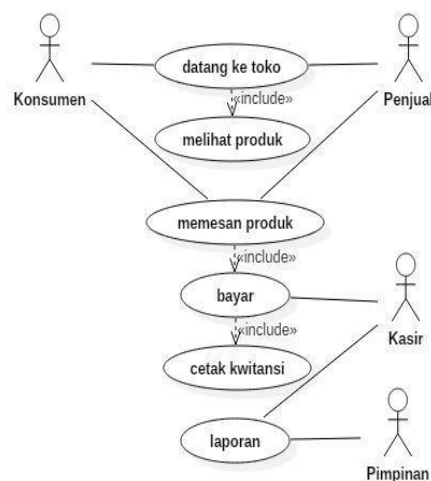 datang ke toko
Konsumen
Penjual
«include»
melihat produk
memesan produk
«include»
bayar
«include»
Kasir
cetak kwitansi
laporan
Pimpinan